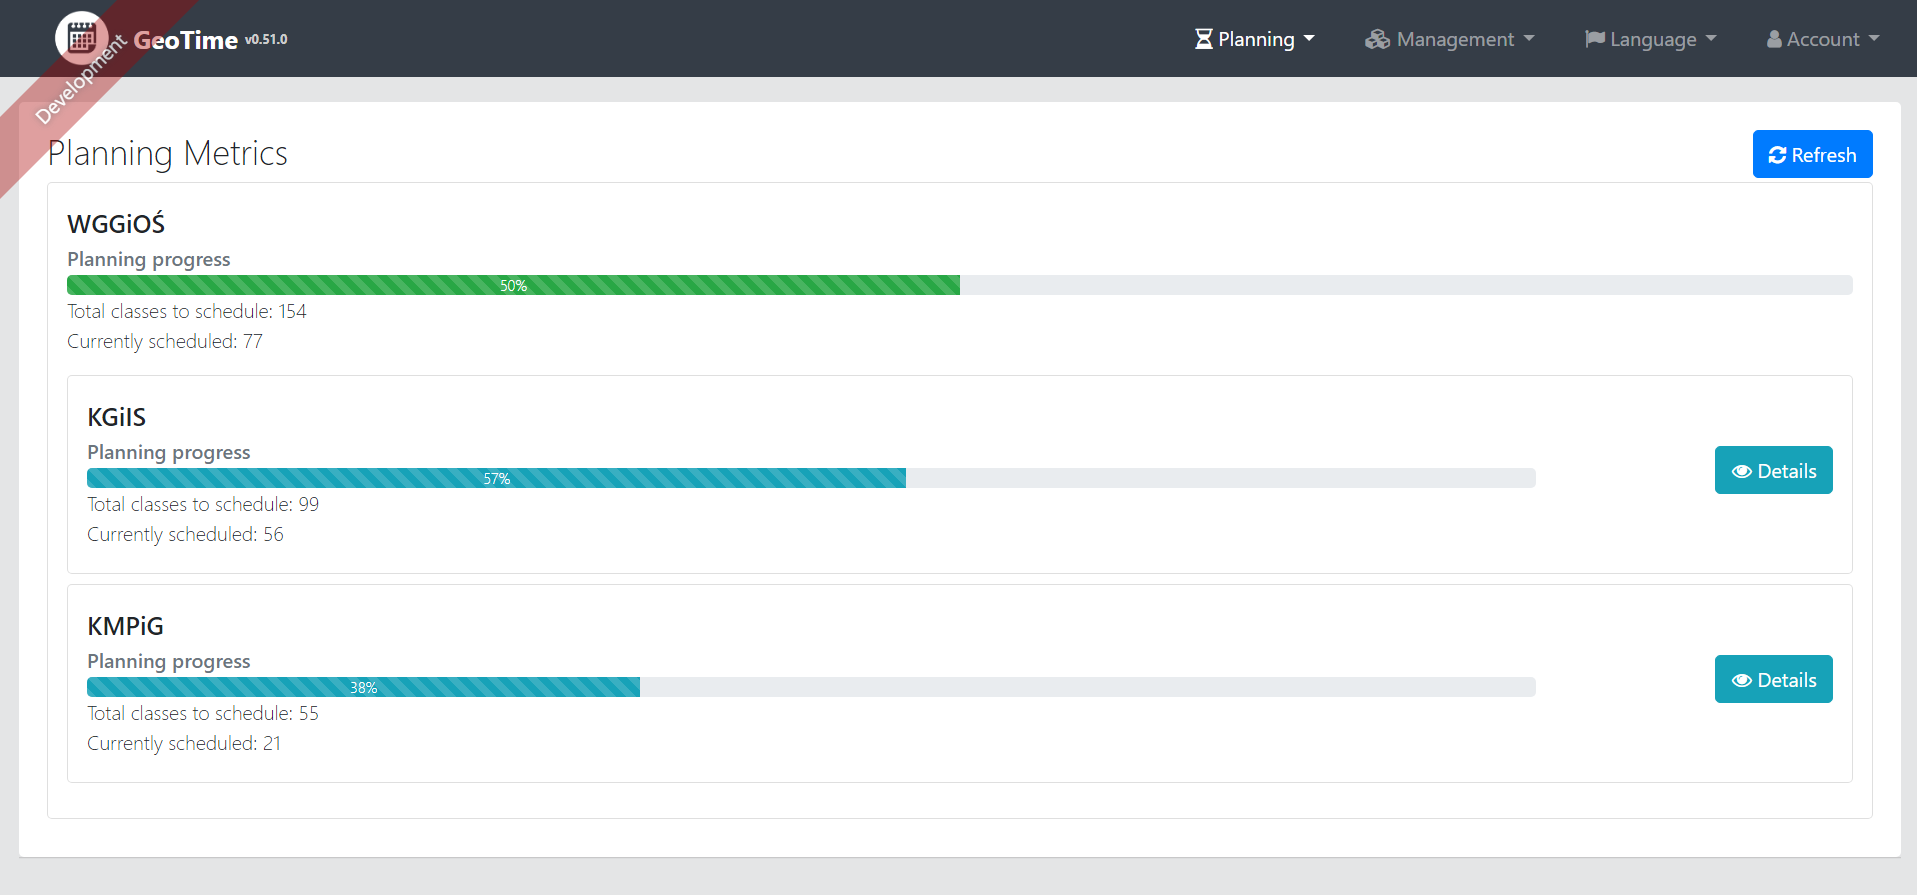 GeoTime v0.51.0
Planning
Management
Language
Account
Development
Planning Metrics
Refresh
WGGiOŚ
Planning progress
50%
Total classes to schedule: 154
Currently scheduled: 77
KGiIS
Planning progress
57%
Total classes to schedule: 99
Currently scheduled: 56
Details
KMPiG
Planning progress
38%
Total classes to schedule: 55
Currently scheduled: 21
Details